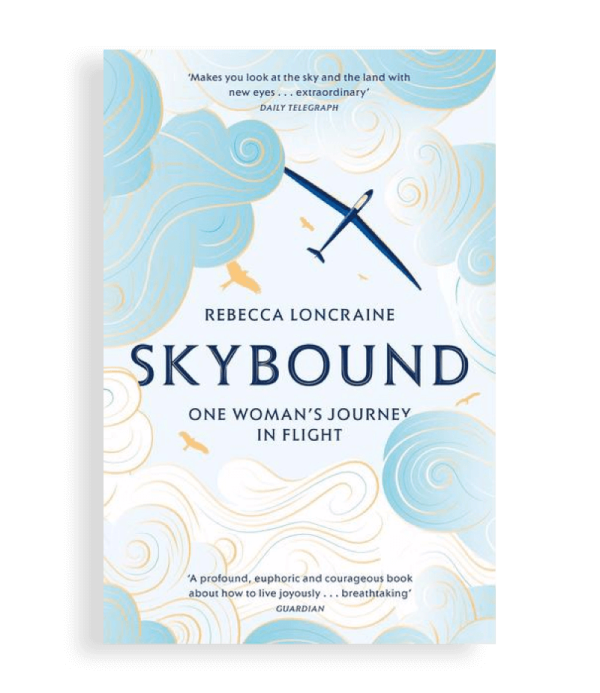 ‘Makes you look at the sky and the land with
new eyes . . . extraordinary’
DAILY TELEGRAPH
REBECCA LONCRAINE
SKYBOUND
ONE WOMAN’S JOURNEY
IN FLIGHT
‘A profound, euphoric and courageous book
about how to live joyously . . . breathtaking’
GUARDIAN